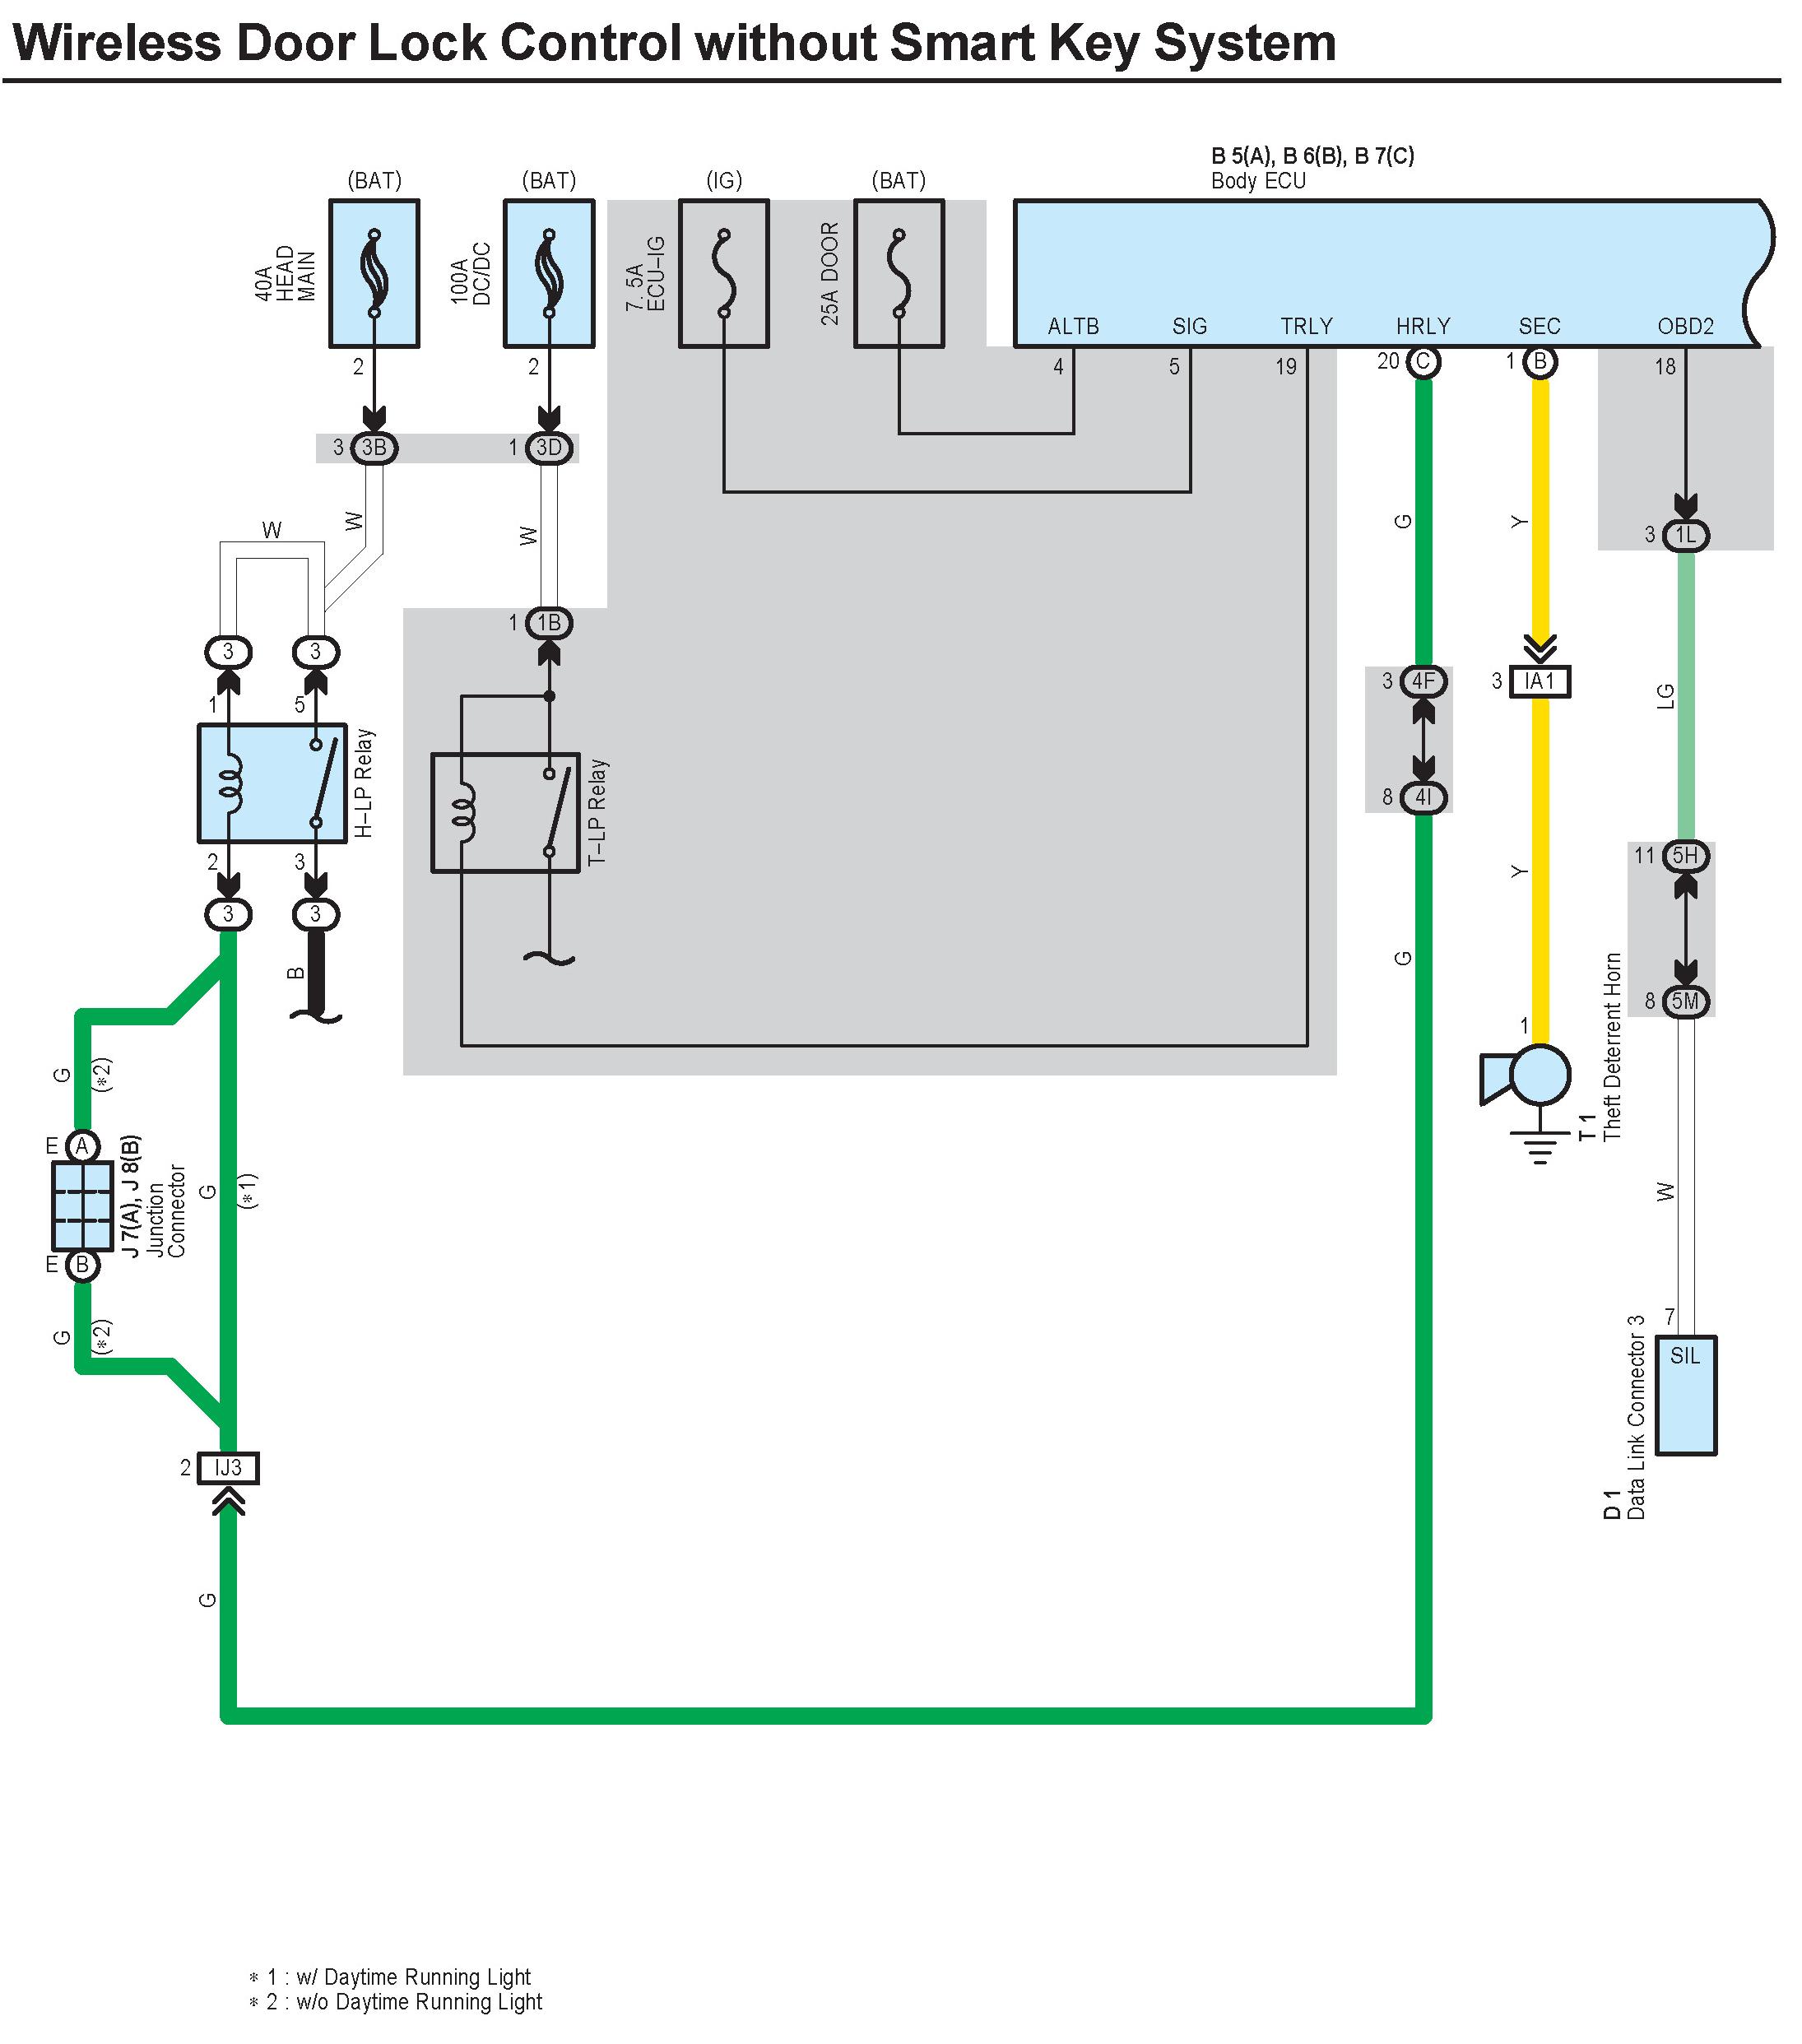 Wireless Door Lock Control without Smart Key System
B 5(A), B 6(B), B 7(C)
Body ECU
(BAT)
(BAT)
(IG)
(BAT)
40A
HEAD
MAIN
100A
DC/DC
7. 5A
ECU–IG
25A DOOR
ALTB
SIG
TRLY
HRLY
SEC
OBD2
2
2
4
5
19
20
C
1
B
18
3
3B
1
3D
W
W
W
G
Y
3
1L
1
1B
3
3
1
5
H–LP Relay
2
3
3
3
T–LP Relay
3
4F
8
4I
3
IA1
LG
11
5H
8
5M
B
G
Y
1
T 1
Theft Deterrent Horn
G
(*2)
E
A
J 7(A), J 8(B)
Junction
Connector
E
B
G
(*1)
G
(*2)
W
7
SIL
D 1
Data Link Connector 3
2
IJ3
G
* 1 : w/ Daytime Running Light
* 2 : w/o Daytime Running Light